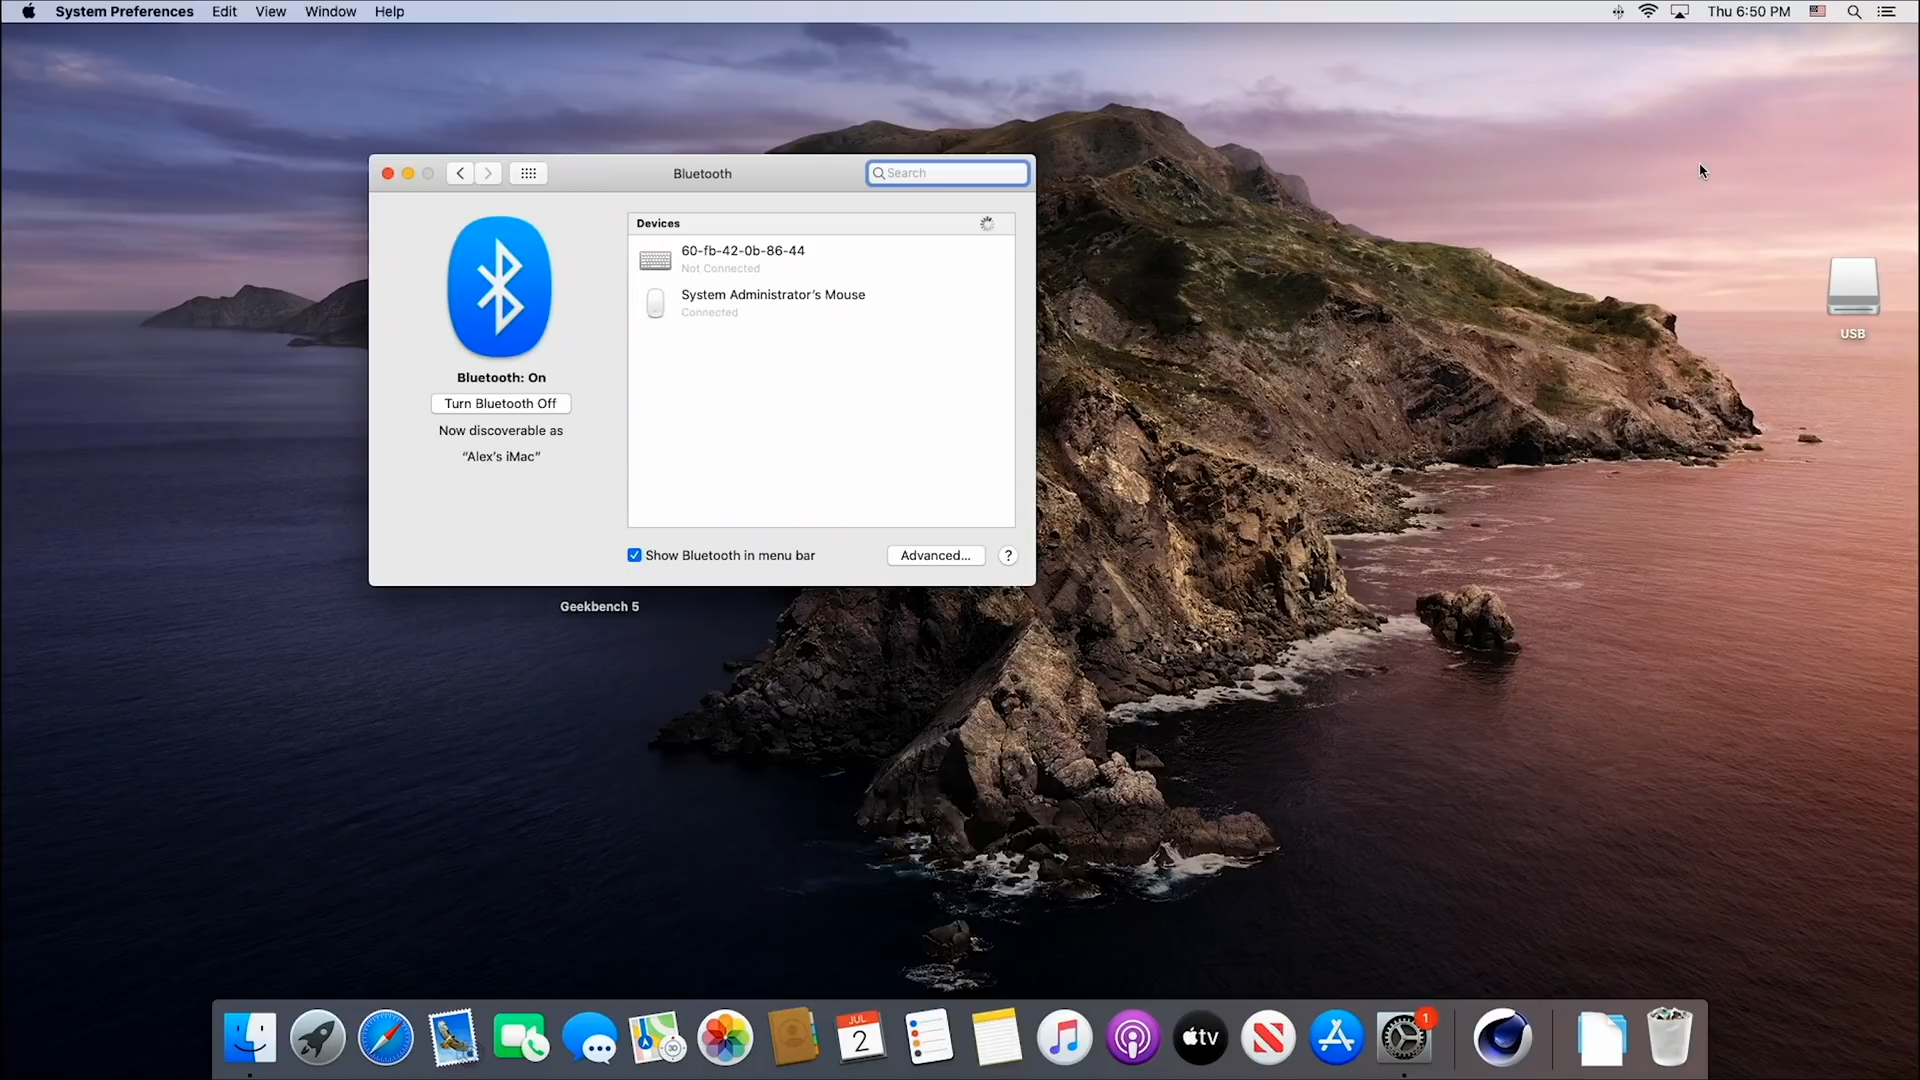 System Preferences Edit View Window Help Thu 6:50 PM
Bluetooth
Search
Devices
60-fb-42-0b-86-44
Not Connected
System Administrator's Mouse
Connected
Bluetooth: On
Turn Bluetooth Off
Now discoverable as
“Alex's iMac”
Show Bluetooth in menu bar
Advanced...
?
USB
Geekbench 5
JUL
2
3D
tv
1